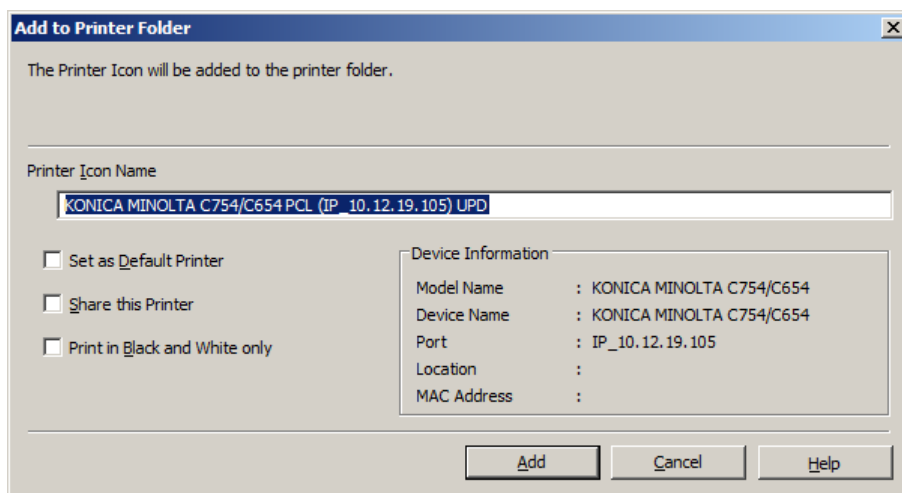 Add to Printer Folder
The Printer Icon will be added to the printer folder.
Printer Icon Name
KONICA MINOLTA C754/C654 PCL (IP_10.12.19.105) UPD
Set as Default Printer
Share this Printer
Print in Black and White only
Device Information
Model Name : KONICA MINOLTA C754/C654
Device Name : KONICA MINOLTA C754/C654
Port : IP_10.12.19.105
Location :
MAC Address :
Add Cancel Help